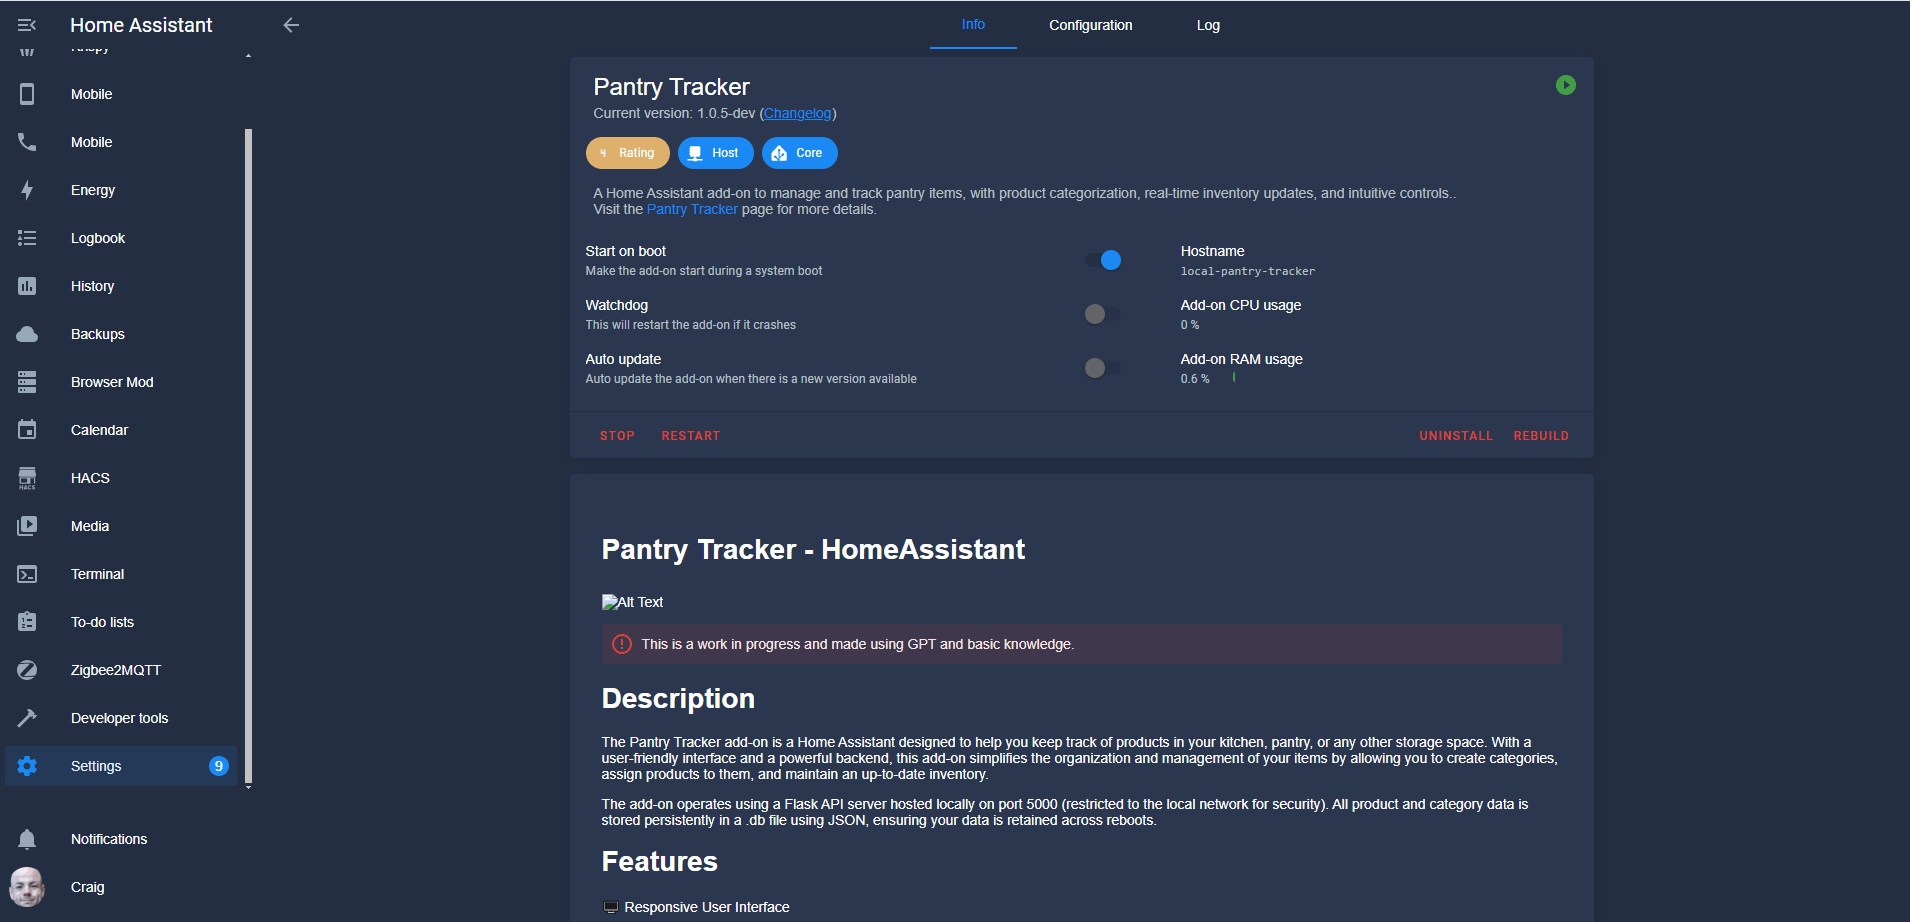 Home Assistant
Krispy
Mobile
Mobile
Energy
Logbook
History
Backups
Browser Mod
Calendar
HACS
HACS
Media
Terminal
To-do lists
Zigbee2MQTT
Developer tools
Settings 9
Notifications
Craig
Info Configuration Log
Pantry Tracker
Current version: 1.0.5-dev (Changelog)
4 Rating Host Core
A Home Assistant add-on to manage and track pantry items, with product categorization, real-time inventory updates, and intuitive controls..
Visit the Pantry Tracker page for more details.
Start on boot
Make the add-on start during a system boot
Watchdog
This will restart the add-on if it crashes
Auto update
Auto update the add-on when there is a new version available
Hostname
local-pantry-tracker
Add-on CPU usage
0 %
Add-on RAM usage
0.6 %
STOP RESTART UNINSTALL REBUILD
Pantry Tracker - HomeAssistant
Alt Text
This is a work in progress and made using GPT and basic knowledge.
Description
The Pantry Tracker add-on is a Home Assistant designed to help you keep track of products in your kitchen, pantry, or any other storage space. With a
user-friendly interface and a powerful backend, this add-on simplifies the organization and management of your items by allowing you to create categories,
assign products to them, and maintain an up-to-date inventory.
The add-on operates using a Flask API server hosted locally on port 5000 (restricted to the local network for security). All product and category data is
stored persistently in a .db file using JSON, ensuring your data is retained across reboots.
Features
Responsive User Interface